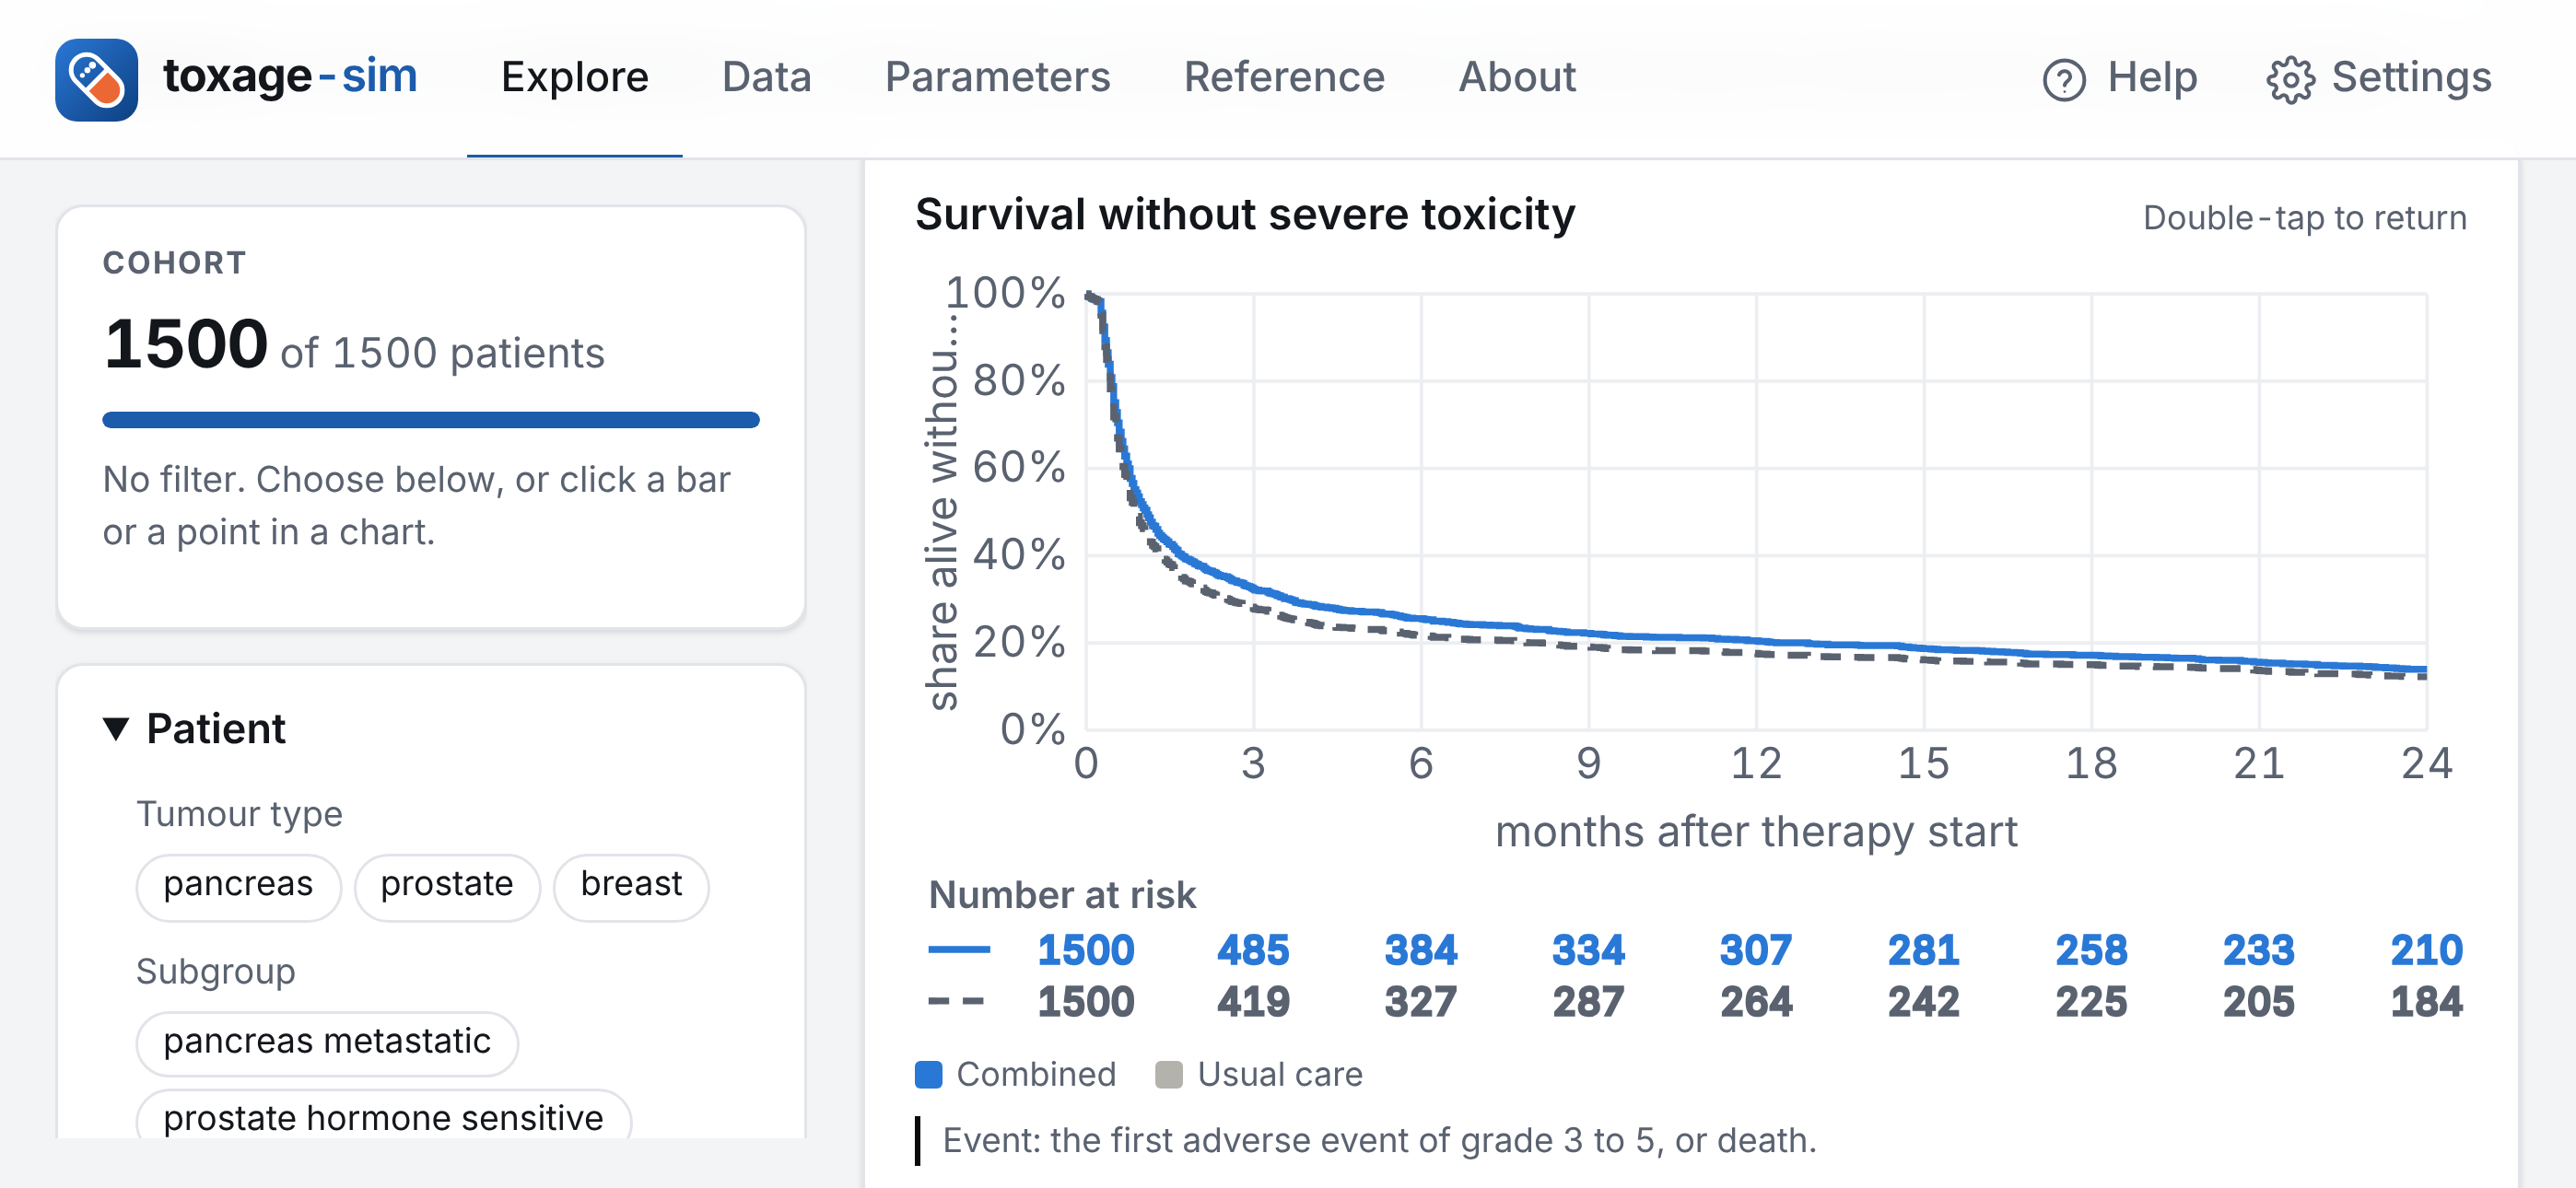 toxage-sim
Explore
Data
Parameters
Reference
About
Help
Settings
COHORT
1500 of 1500 patients
No filter. Choose below, or click a bar
or a point in a chart.
Patient
Tumour type
pancreas
prostate
breast
Subgroup
pancreas metastatic
prostate hormone sensitive
Survival without severe toxicity
Double-tap to return
share alive withou...
100%
80%
60%
40%
20%
0%
0 3 6 9 12 15 18 21 24
months after therapy start
Number at risk
1500 485 384 334 307 281 258 233 210
1500 419 327 287 264 242 225 205 184
Combined
Usual care
Event: the first adverse event of grade 3 to 5, or death.